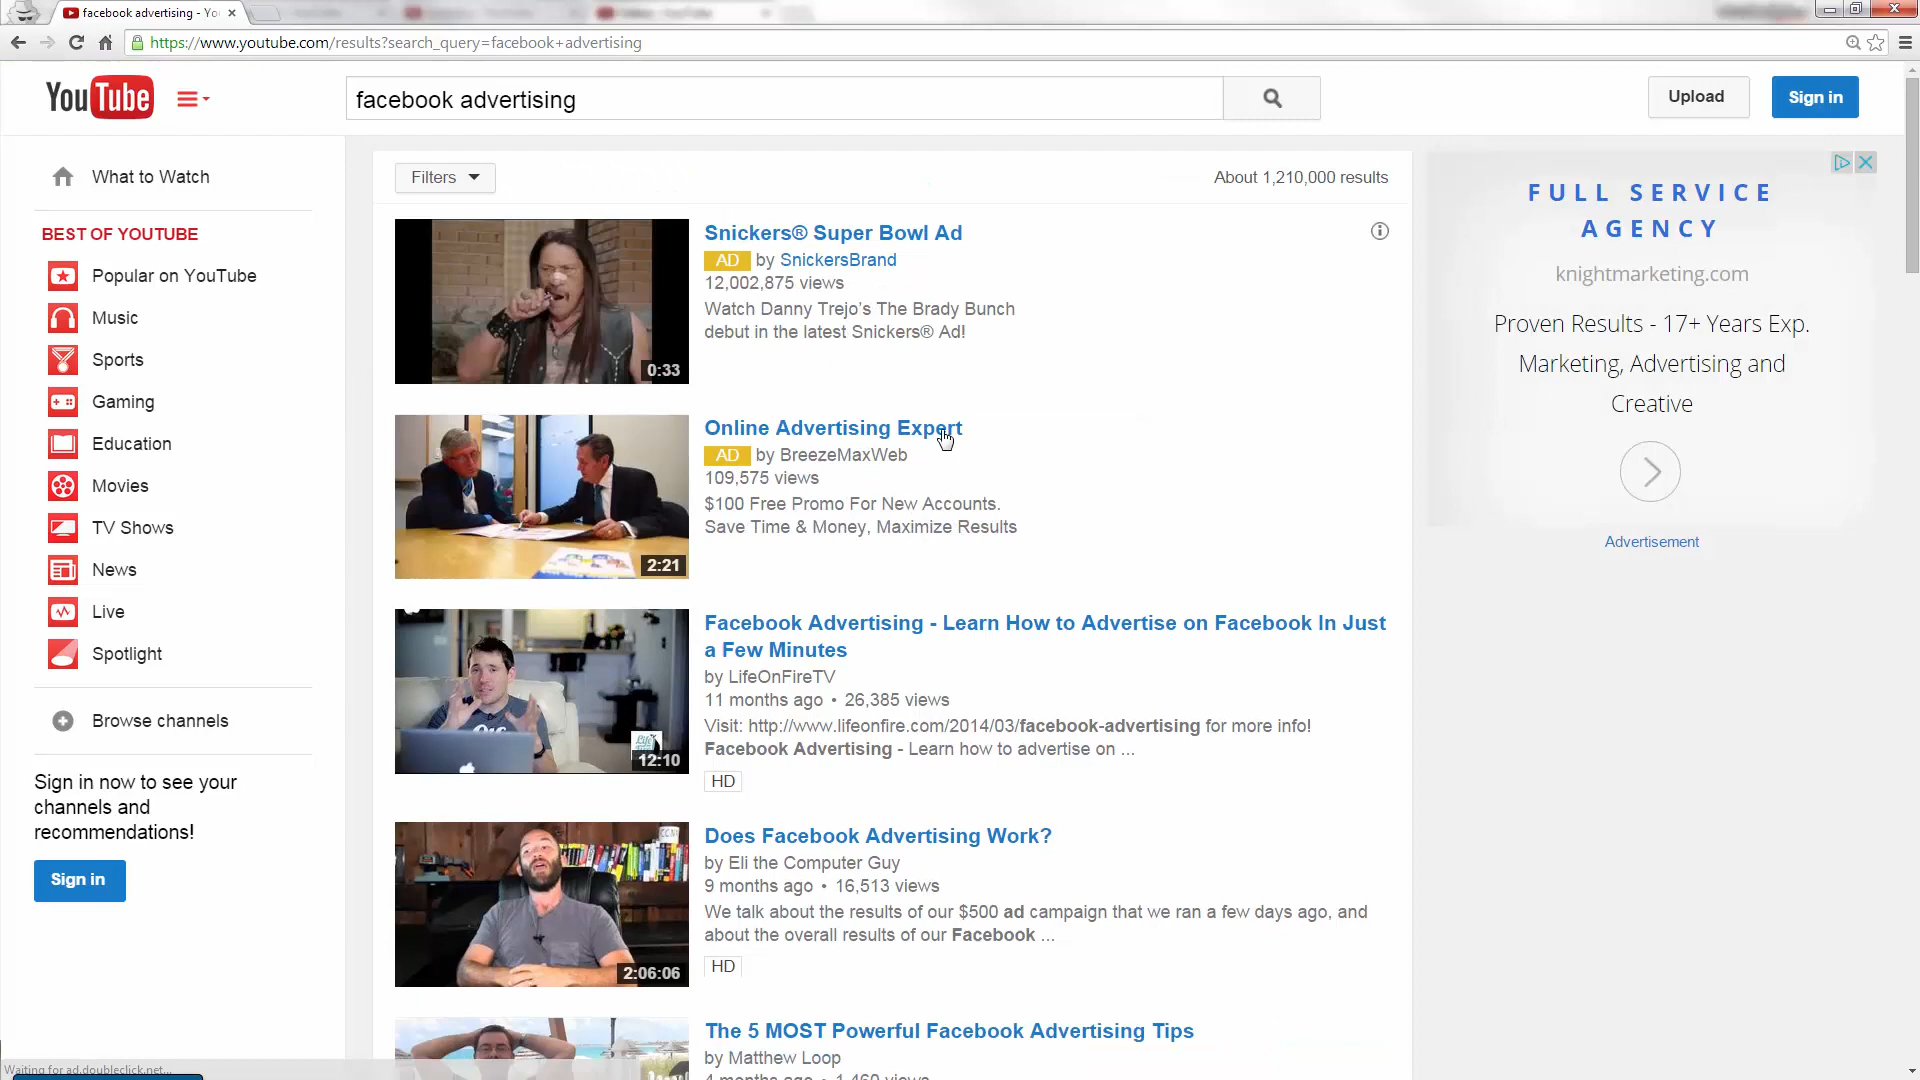 facebook advertising - Yo
https://www.youtube.com/results?search_query=facebook+advertising
YouTube
facebook advertising
Upload
Sign in
What to Watch
BEST OF YOUTUBE
Popular on YouTube
Music
Sports
Gaming
Education
Movies
TV Shows
News
Live
Spotlight
Browse channels
Sign in now to see your
channels and
recommendations!
Sign in
Waiting for ad.doubleclick.net...
Filters
About 1,210,000 results
Snickers® Super Bowl Ad
AD by SnickersBrand
12,002,875 views
Watch Danny Trejo's The Brady Bunch
debut in the latest Snickers® Ad!
0:33
Online Advertising Expert
AD by BreezeMaxWeb
109,575 views
$100 Free Promo For New Accounts.
Save Time & Money, Maximize Results
2:21
Facebook Advertising - Learn How to Advertise on Facebook In Just
a Few Minutes
by LifeOnFireTV
11 months ago • 26,385 views
Visit: http://www.lifeonfire.com/2014/03/facebook-advertising for more info!
Facebook Advertising - Learn how to advertise on ...
HD
12:10
Does Facebook Advertising Work?
by Eli the Computer Guy
9 months ago • 16,513 views
We talk about the results of our $500 ad campaign that we ran a few days ago, and
about the overall results of our Facebook ...
HD
2:06:06
The 5 MOST Powerful Facebook Advertising Tips
by Matthew Loop
4 months ago • 1,460 views
FULL SERVICE
AGENCY
knightmarketing.com
Proven Results - 17+ Years Exp.
Marketing, Advertising and
Creative
Advertisement